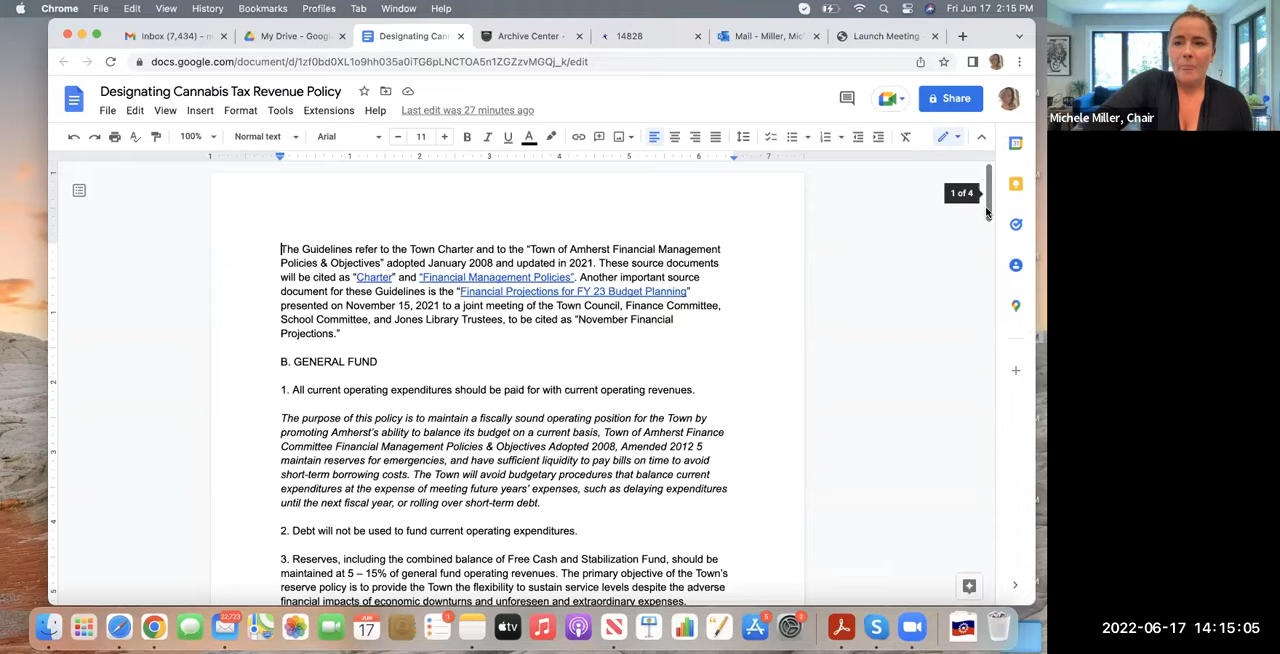 Chrome File Edit View History Bookmarks Profiles Tab Window Help Fri Jun 17 2:15 PM
Inbox (7,434) - m My Drive - Google Designating Can Archive Center - 14828 Mail - Miller, Mic Launch Meeting -
docs.google.com/document/d/1zf0bd0XL1o9hh035a0iTG6pLNCTOA5n1ZGZzvMGQj_k/edit
Designating Cannabis Tax Revenue Policy
File Edit View Insert Format Tools Extensions Help Last edit was 27 minutes ago
Share
100% Normal text Arial 11
1 1 2 3 4 5 6 7
1 of 4
The Guidelines refer to the Town Charter and to the “Town of Amherst Financial Management
Policies & Objectives” adopted January 2008 and updated in 2021. These source documents
will be cited as “Charter” and “Financial Management Policies”. Another important source
document for these Guidelines is the “Financial Projections for FY 23 Budget Planning”
presented on November 15, 2021 to a joint meeting of the Town Council, Finance Committee,
School Committee, and Jones Library Trustees, to be cited as “November Financial
Projections.”
B. GENERAL FUND
1. All current operating expenditures should be paid for with current operating revenues.
The purpose of this policy is to maintain a fiscally sound operating position for the Town by
promoting Amherst’s ability to balance its budget on a current basis, Town of Amherst Finance
Committee Financial Management Policies & Objectives Adopted 2008, Amended 2012 5
maintain reserves for emergencies, and have sufficient liquidity to pay bills on time to avoid
short-term borrowing costs. The Town will avoid budgetary procedures that balance current
expenditures at the expense of meeting future years’ expenses, such as delaying expenditures
until the next fiscal year, or rolling over short-term debt.
2. Debt will not be used to fund current operating expenditures.
3. Reserves, including the combined balance of Free Cash and Stabilization Fund, should be
maintained at 5 – 15% of general fund operating revenues. The primary objective of the Town’s
reserve policy is to provide the Town the flexibility to sustain service levels despite the adverse
financial impacts of economic downturns and unforeseen and extraordinary expenses.
Michele Miller, Chair
22,723
JUN
17
1
tv
5
2
2022-06-17 14:15:05